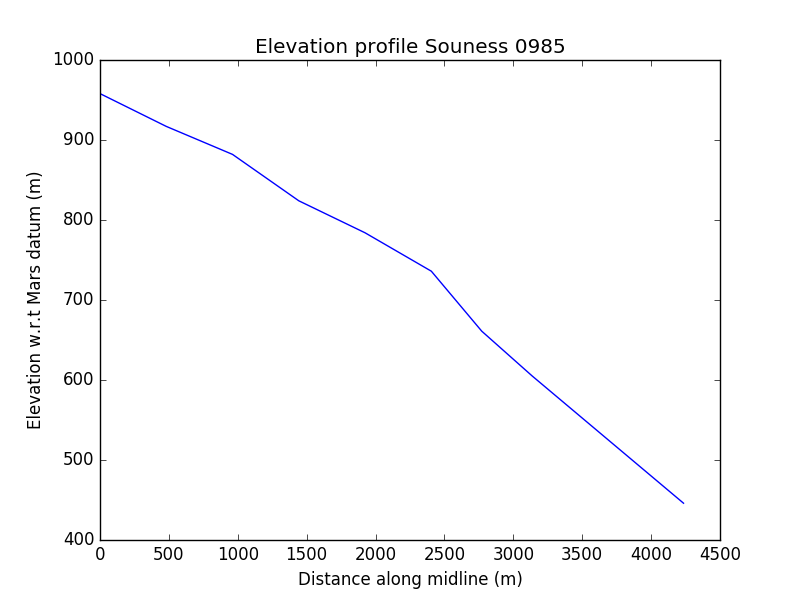 Elevation profile Souness 0985
1000
900
800
700
600
500
400
Elevation w.r.t Mars datum (m)
0 500 1000 1500 2000 2500 3000 3500 4000 4500
Distance along midline (m)